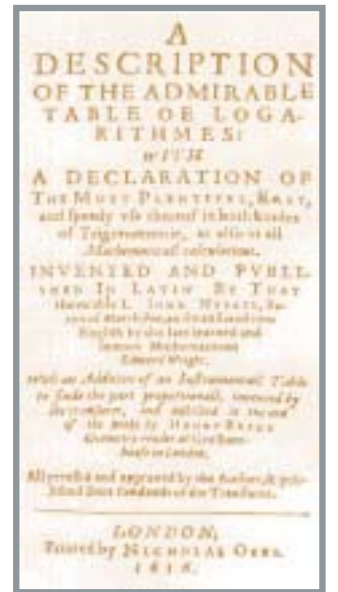 A
DESCRIPTION
OF THE ADMIRABLE
TABLE OE LOGA-
RITHMES:
WITH
A DECLARATION OF
THE MOST PLENTIFVL, EASY,
and speedy vse thereof in both kindes
of Trigonometrie, as also in all
Mathematicall calculations.
INVENTED AND PVBLI-
SHED IN LATIN BY THAT
Honorable L. IOHN NEPAIR, Ba-
ron of Marchiston, and translated into
English by the late learned and
famous Mathematician
Edward Wright.
With an Addition of an Instrumentall Table
to finde the part proportionall, invented by
the Translator, and described in the end
of the Booke by HENRY BRIGS
Geometry-reader at Gresham-
house in London.
All perused and approved by the Author, & pub-
lished since the death of the Translator.
LONDON,
Printed by NICHOLAS OKES.
1616.